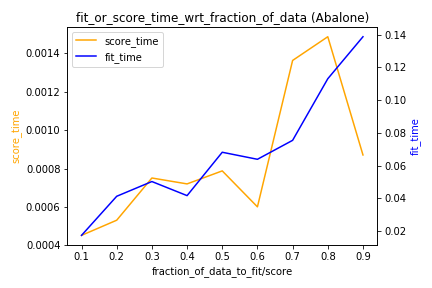 fit_or_score_time_wrt_fraction_of_data (Abalone)
score_time
fit_time
0.0014
0.0012
0.0010
0.0008
0.0006
0.0004
score_time
0.14
0.12
0.10
0.08
0.06
0.04
0.02
fit_time
0.1 0.2 0.3 0.4 0.5 0.6 0.7 0.8 0.9
fraction_of_data_to_fit/score